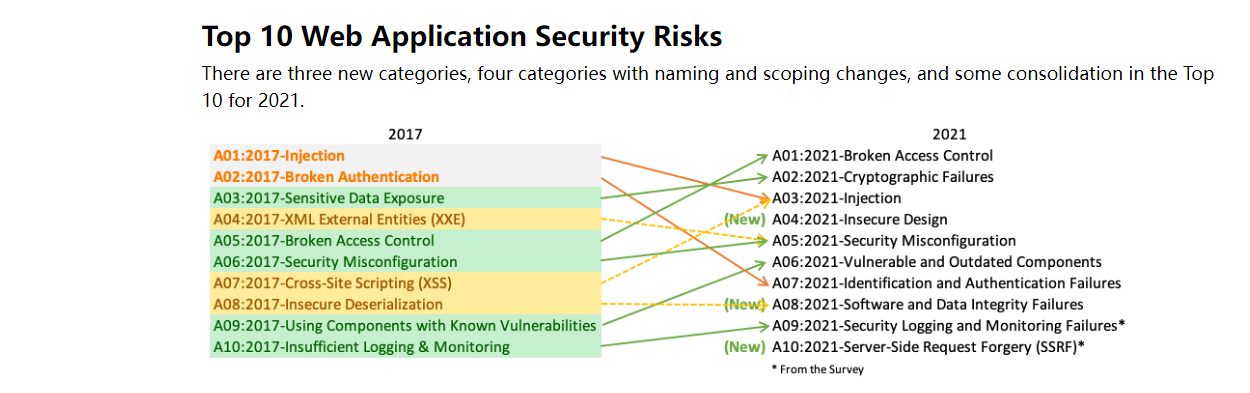 Top 10 Web Application Security Risks
There are three new categories, four categories with naming and scoping changes, and some consolidation in the Top
10 for 2021.
2017
A01:2017-Injection
A02:2017-Broken Authentication
A03:2017-Sensitive Data Exposure
A04:2017-XML External Entities (XXE)
A05:2017-Broken Access Control
A06:2017-Security Misconfiguration
A07:2017-Cross-Site Scripting (XSS)
A08:2017-Insecure Deserialization
A09:2017-Using Components with Known Vulnerabilities
A10:2017-Insufficient Logging & Monitoring
2021
A01:2021-Broken Access Control
A02:2021-Cryptographic Failures
A03:2021-Injection
(New) A04:2021-Insecure Design
A05:2021-Security Misconfiguration
A06:2021-Vulnerable and Outdated Components
A07:2021-Identification and Authentication Failures
(New) A08:2021-Software and Data Integrity Failures
A09:2021-Security Logging and Monitoring Failures*
(New) A10:2021-Server-Side Request Forgery (SSRF)*
* From the Survey